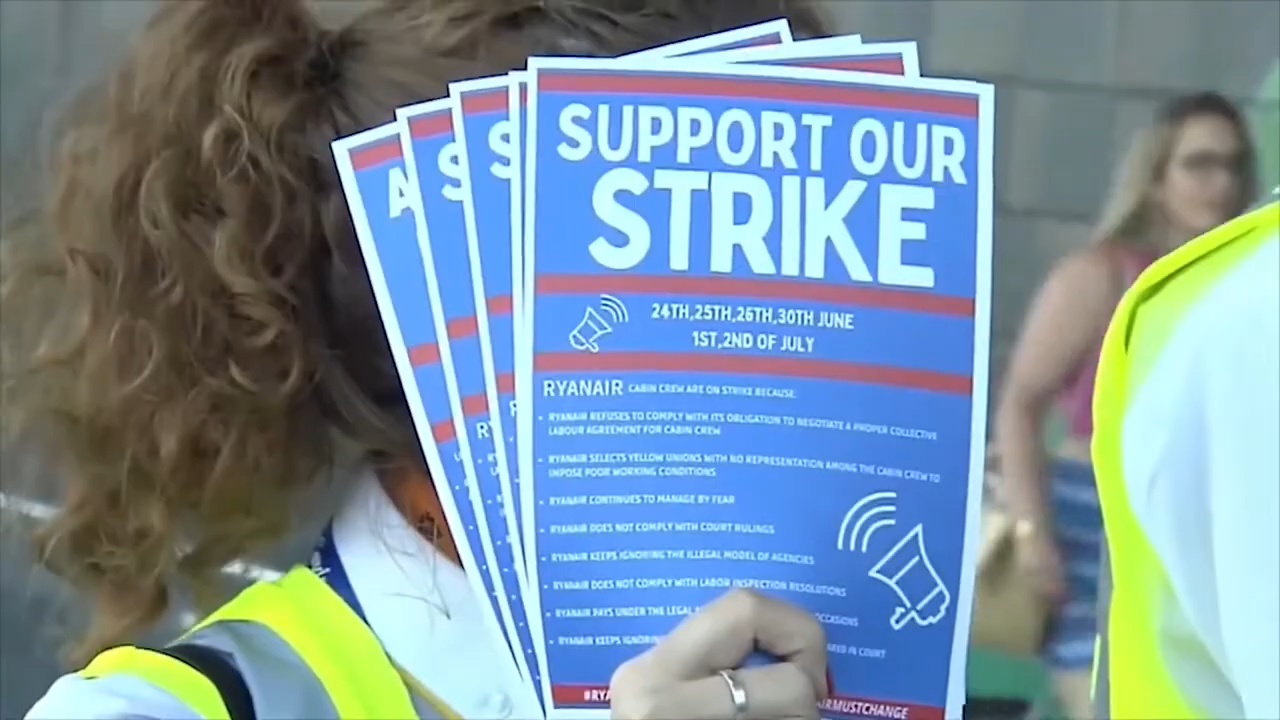 SUPPORT OUR
STRIKE
24TH,25TH,26TH,30TH JUNE
1ST,2ND OF JULY
RYANAIR CABIN CREW ARE ON STRIKE BECAUSE:
• RYANAIR REFUSES TO COMPLY WITH ITS OBLIGATION TO NEGOTIATE A PROPER COLLECTIVE
LABOUR AGREEMENT FOR CABIN CREW
• RYANAIR SELECTS YELLOW UNIONS WITH NO REPRESENTATION AMONG THE CABIN CREW TO
IMPOSE POOR WORKING CONDITIONS
• RYANAIR CONTINUES TO MANAGE BY FEAR
• RYANAIR DOES NOT COMPLY WITH COURT RULINGS
• RYANAIR KEEPS IGNORING THE ILLEGAL MODEL OF AGENCIES
• RYANAIR DOES NOT COMPLY WITH LABOR INSPECTION RESOLUTIONS
• RYANAIR PAYS UNDER THE LEGAL OCCASIONS
• RYANAIR KEEPS IGNORING IN COURT
#RYA IRMUSTCHANGE